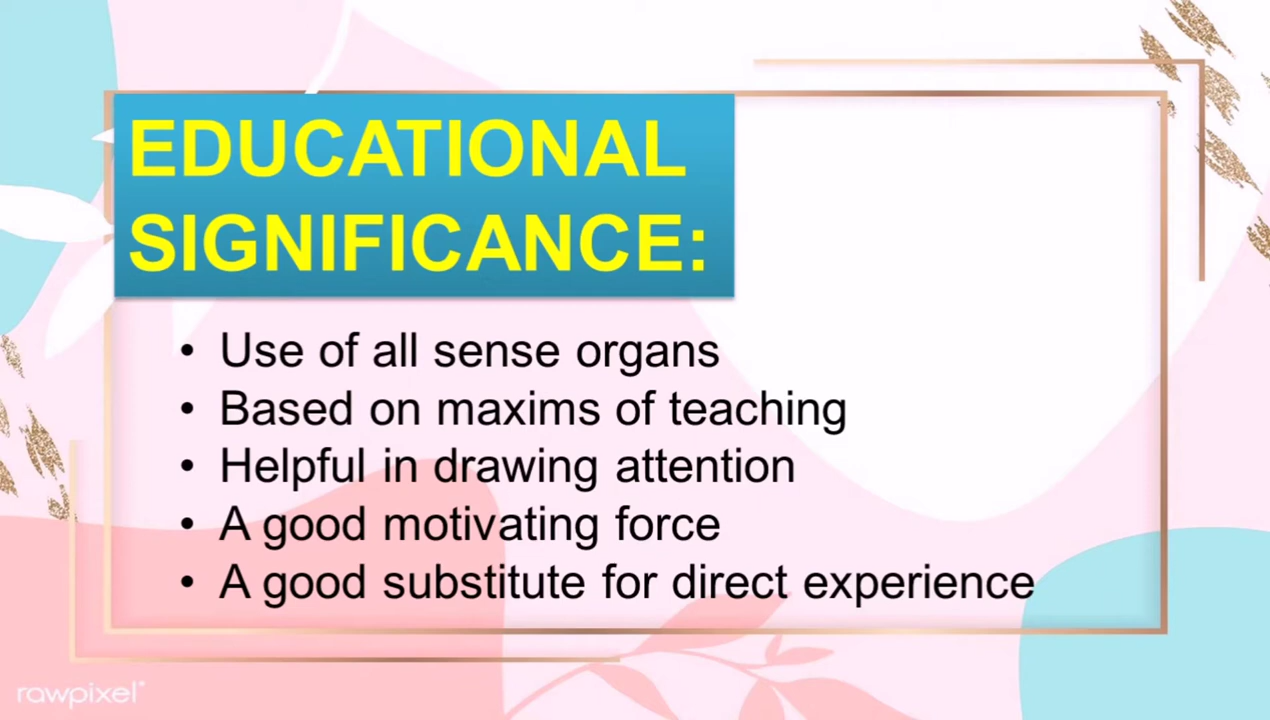 EDUCATIONAL
SIGNIFICANCE:
• Use of all sense organs
• Based on maxims of teaching
• Helpful in drawing attention
• A good motivating force
• A good substitute for direct experience
rawpixel®